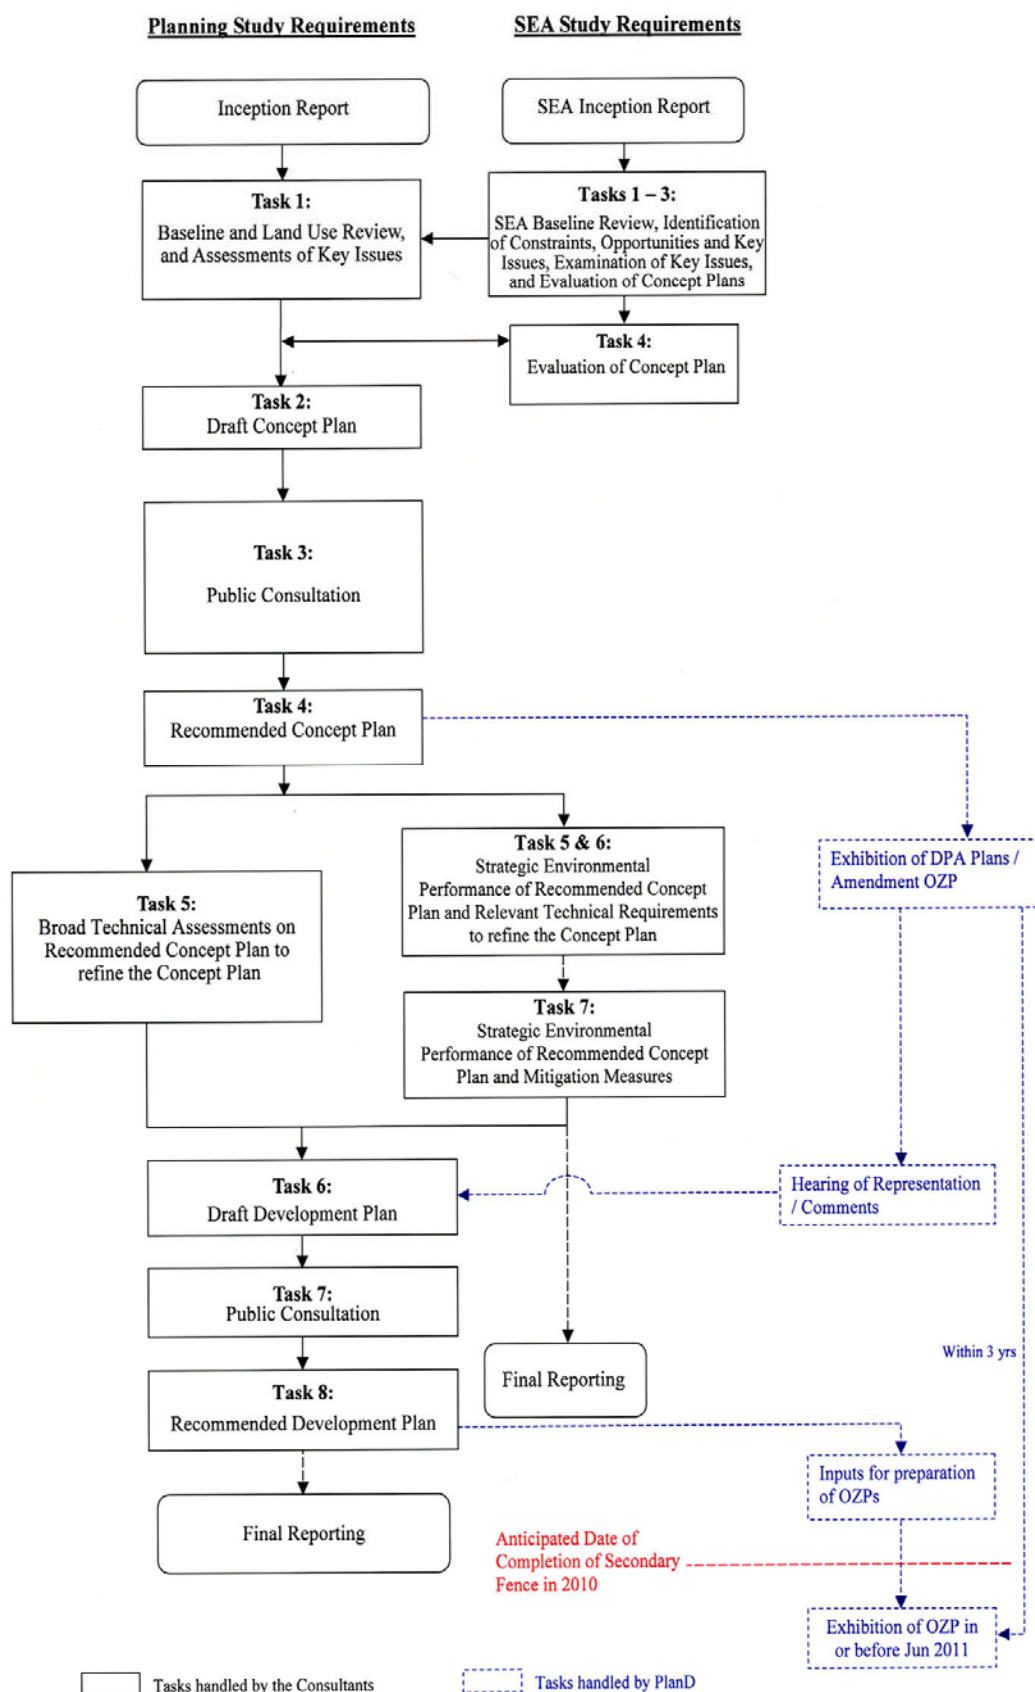 Planning Study Requirements
SEA Study Requirements
Inception Report
SEA Inception Report
Task 1:
Baseline and Land Use Review,
and Assessments of Key Issues
Tasks 1 – 3:
SEA Baseline Review, Identification
of Constraints, Opportunities and Key
Issues, Examination of Key Issues,
and Evaluation of Concept Plans
Task 4:
Evaluation of Concept Plan
Task 2:
Draft Concept Plan
Task 3:
Public Consultation
Task 4:
Recommended Concept Plan
Task 5:
Broad Technical Assessments on
Recommended Concept Plan to
refine the Concept Plan
Task 5 & 6:
Strategic Environmental
Performance of Recommended Concept
Plan and Relevant Technical Requirements
to refine the Concept Plan
Exhibition of DPA Plans /
Amendment OZP
Task 7:
Strategic Environmental
Performance of Recommended Concept
Plan and Mitigation Measures
Task 6:
Draft Development Plan
Hearing of Representation
/ Comments
Task 7:
Public Consultation
Within 3 yrs
Task 8:
Recommended Development Plan
Final Reporting
Inputs for preparation
of OZPs
Final Reporting
Anticipated Date of
Completion of Secondary
Fence in 2010
Exhibition of OZP in
or before Jun 2011
Tasks handled by the Consultants
Tasks handled by PlanD